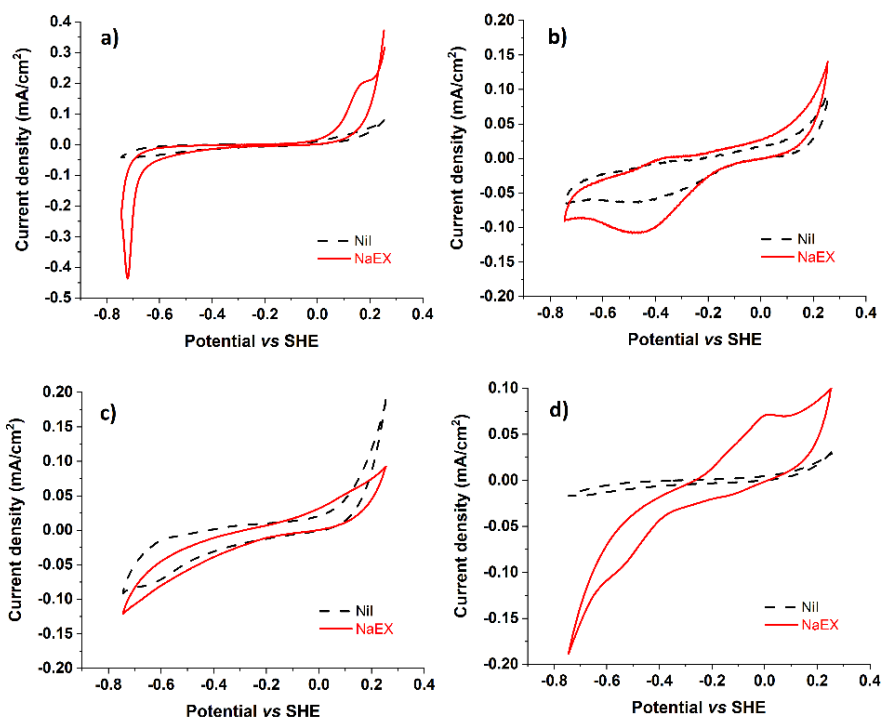 a)
0.4
0.3
0.2
0.1
0.0
-0.1
-0.2
-0.3
-0.4
-0.5
Current density (mA/cm²)
Nil
NaEX
-0.8 -0.6 -0.4 -0.2 0.0 0.2 0.4
Potential vs SHE
b)
0.20
0.15
0.10
0.05
0.00
-0.05
-0.10
-0.15
0.20
Current density (mA/cm²)
Nil
NaEX
-0.8 -0.6 -0.4 -0.2 0.0 0.2 0.4
Potential vs SHE
c)
0.20
0.15
0.10
0.05
0.00
-0.05
-0.10
-0.15
0.20
Current density (mA/cm²)
Nil
NaEX
-0.8 -0.6 -0.4 -0.2 0.0 0.2 0.4
Potential vs SHE
d)
0.10
0.05
0.00
-0.05
-0.10
-0.15
0.20
Current density (mA/cm²)
Nil
NaEX
-0.8 -0.6 -0.4 -0.2 0.0 0.2 0.4
Potential vs SHE